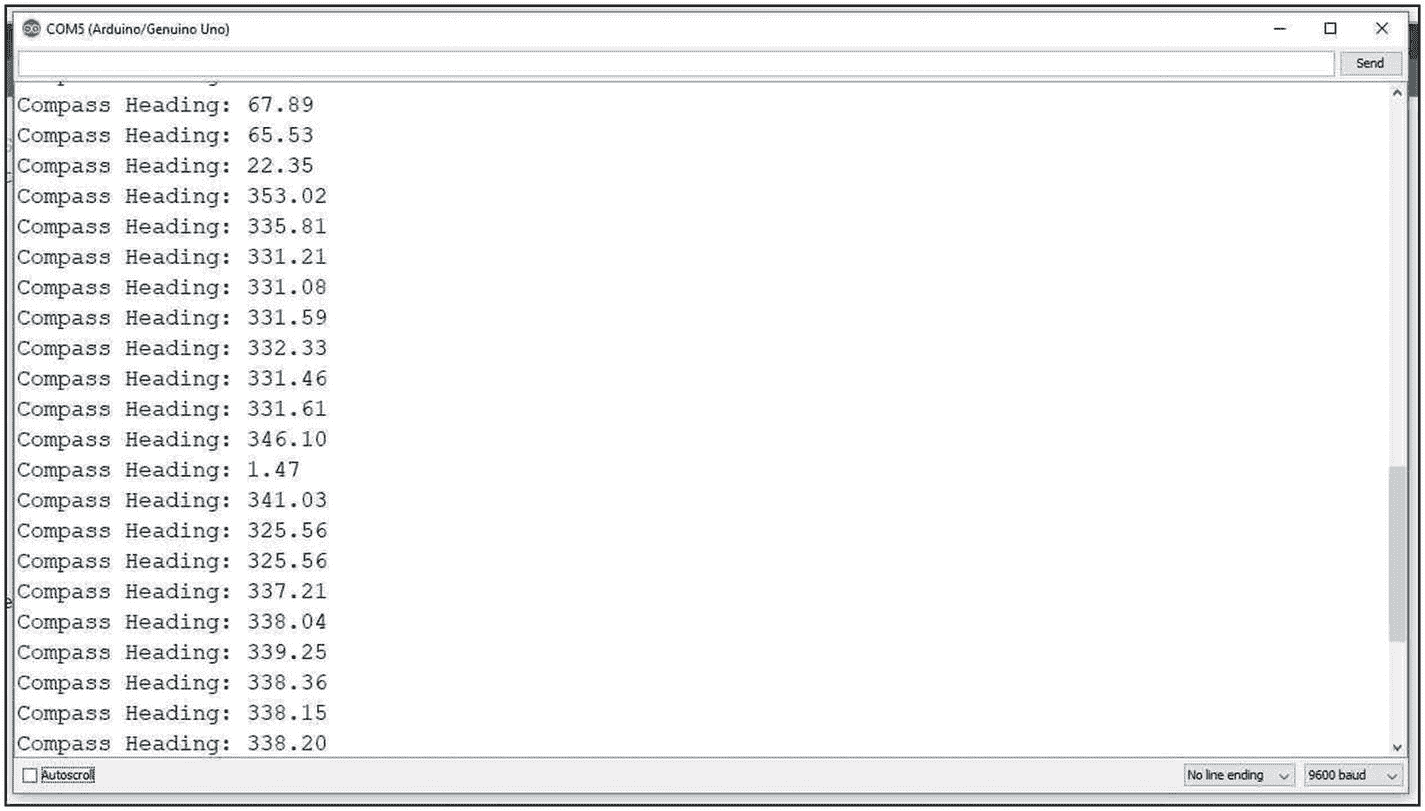 COM5 (Arduino/Genuino Uno)
Send
Compass Heading: 67.89
Compass Heading: 65.53
Compass Heading: 22.35
Compass Heading: 353.02
Compass Heading: 335.81
Compass Heading: 331.21
Compass Heading: 331.08
Compass Heading: 331.59
Compass Heading: 332.33
Compass Heading: 331.46
Compass Heading: 331.61
Compass Heading: 346.10
Compass Heading: 1.47
Compass Heading: 341.03
Compass Heading: 325.56
Compass Heading: 325.56
Compass Heading: 337.21
Compass Heading: 338.04
Compass Heading: 339.25
Compass Heading: 338.36
Compass Heading: 338.15
Compass Heading: 338.20
Autoscroll No line ending 9600 baud